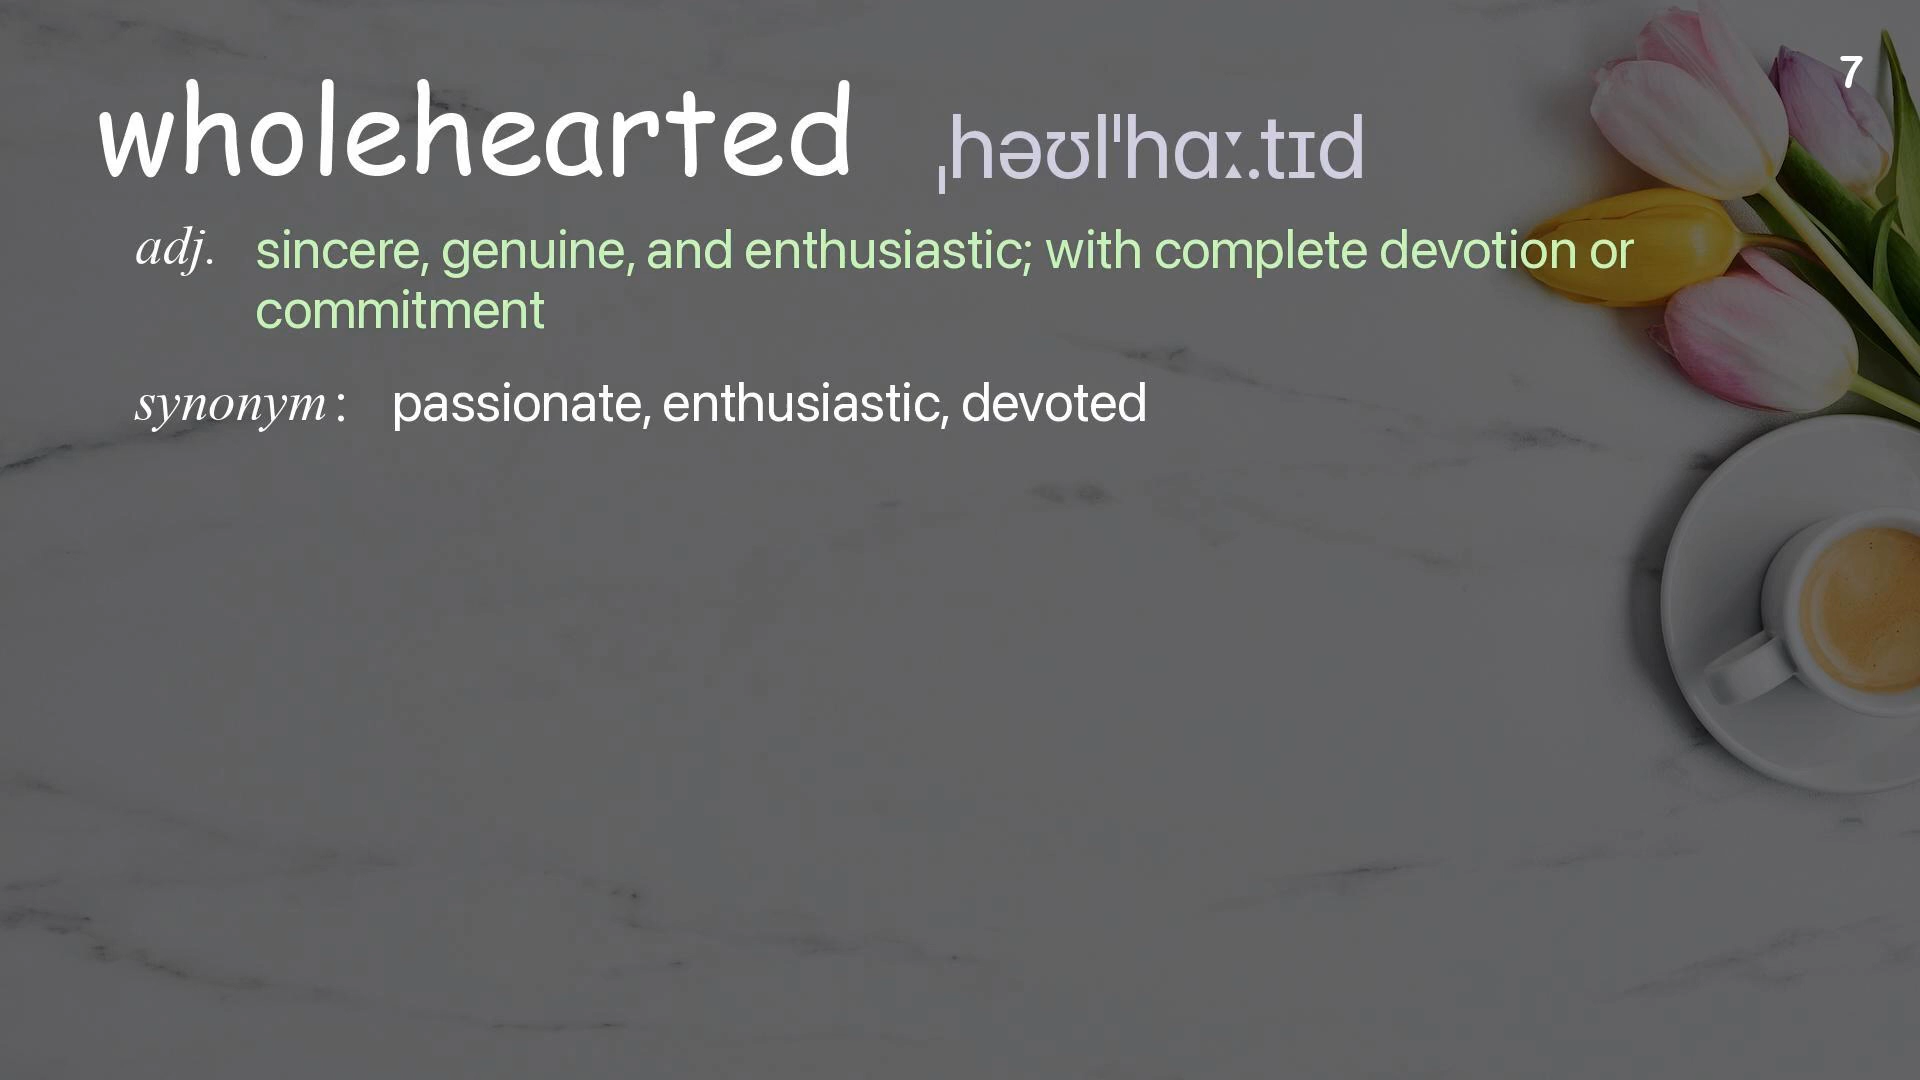 7
wholehearted ˌhəʊlˈhɑː.tɪd
adj. sincere, genuine, and enthusiastic; with complete devotion or
commitment
synonym : passionate, enthusiastic, devoted